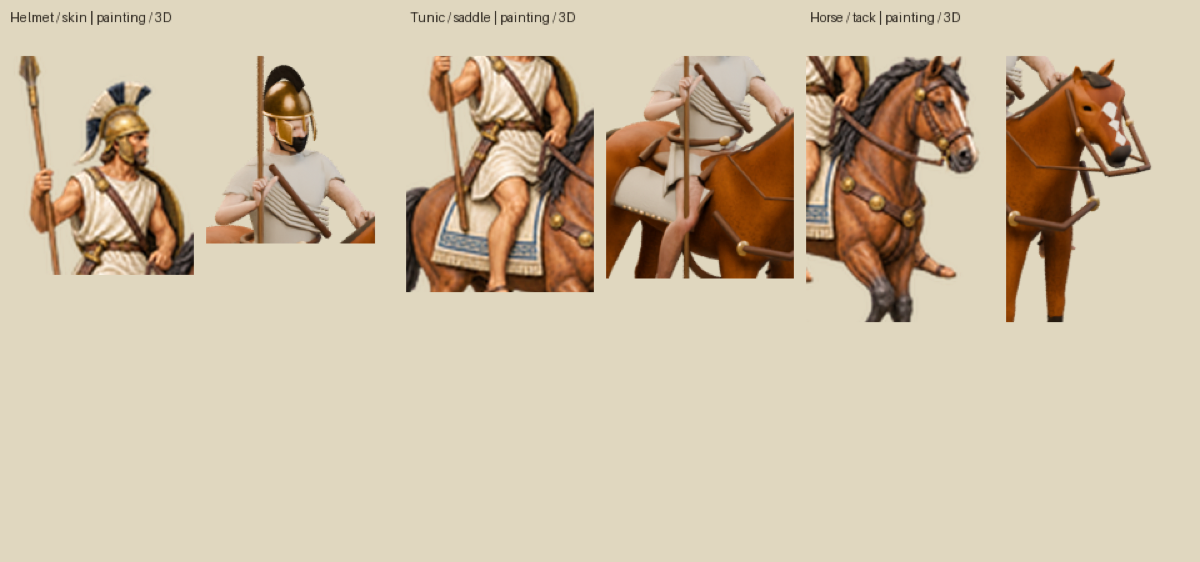 Helmet / skin | painting / 3D
Tunic / saddle | painting / 3D
Horse / tack | painting / 3D